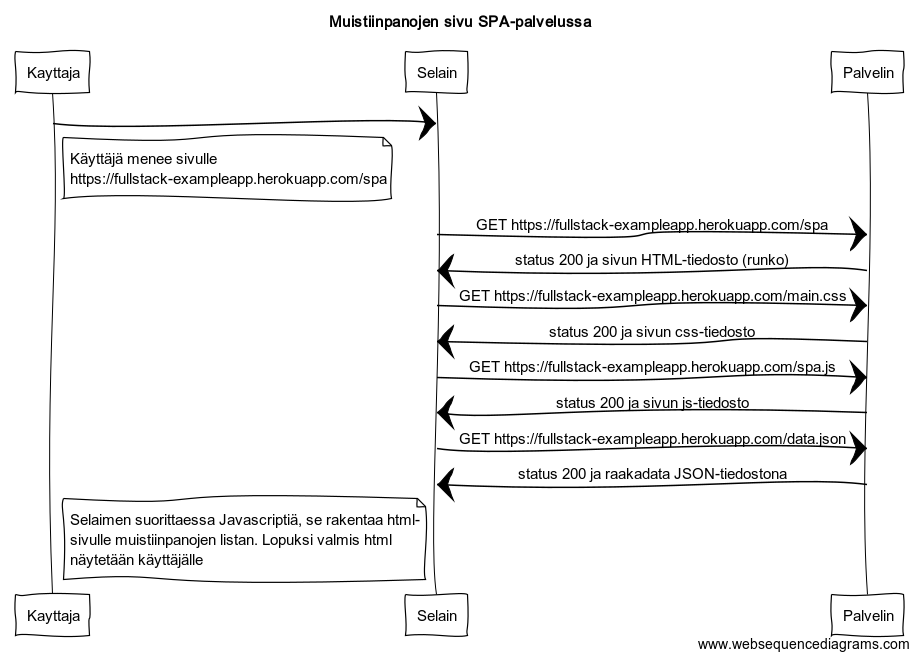 Muistiinpanojen sivu SPA-palvelussa
Kayttaja
Selain
Palvelin
Käyttäjä menee sivulle
https://fullstack-exampleapp.herokuapp.com/spa
GET https://fullstack-exampleapp.herokuapp.com/spa
status 200 ja sivun HTML-tiedosto (runko)
GET https://fullstack-exampleapp.herokuapp.com/main.css
status 200 ja sivun css-tiedosto
GET https://fullstack-exampleapp.herokuapp.com/spa.js
status 200 ja sivun js-tiedosto
GET https://fullstack-exampleapp.herokuapp.com/data.json
status 200 ja raakadata JSON-tiedostona
Selaimen suorittaessa Javascriptiä, se rakentaa html-
sivulle muistiinpanojen listan. Lopuksi valmis html
näytetään käyttäjälle
Kayttaja
Selain
Palvelin
www.websequencediagrams.com